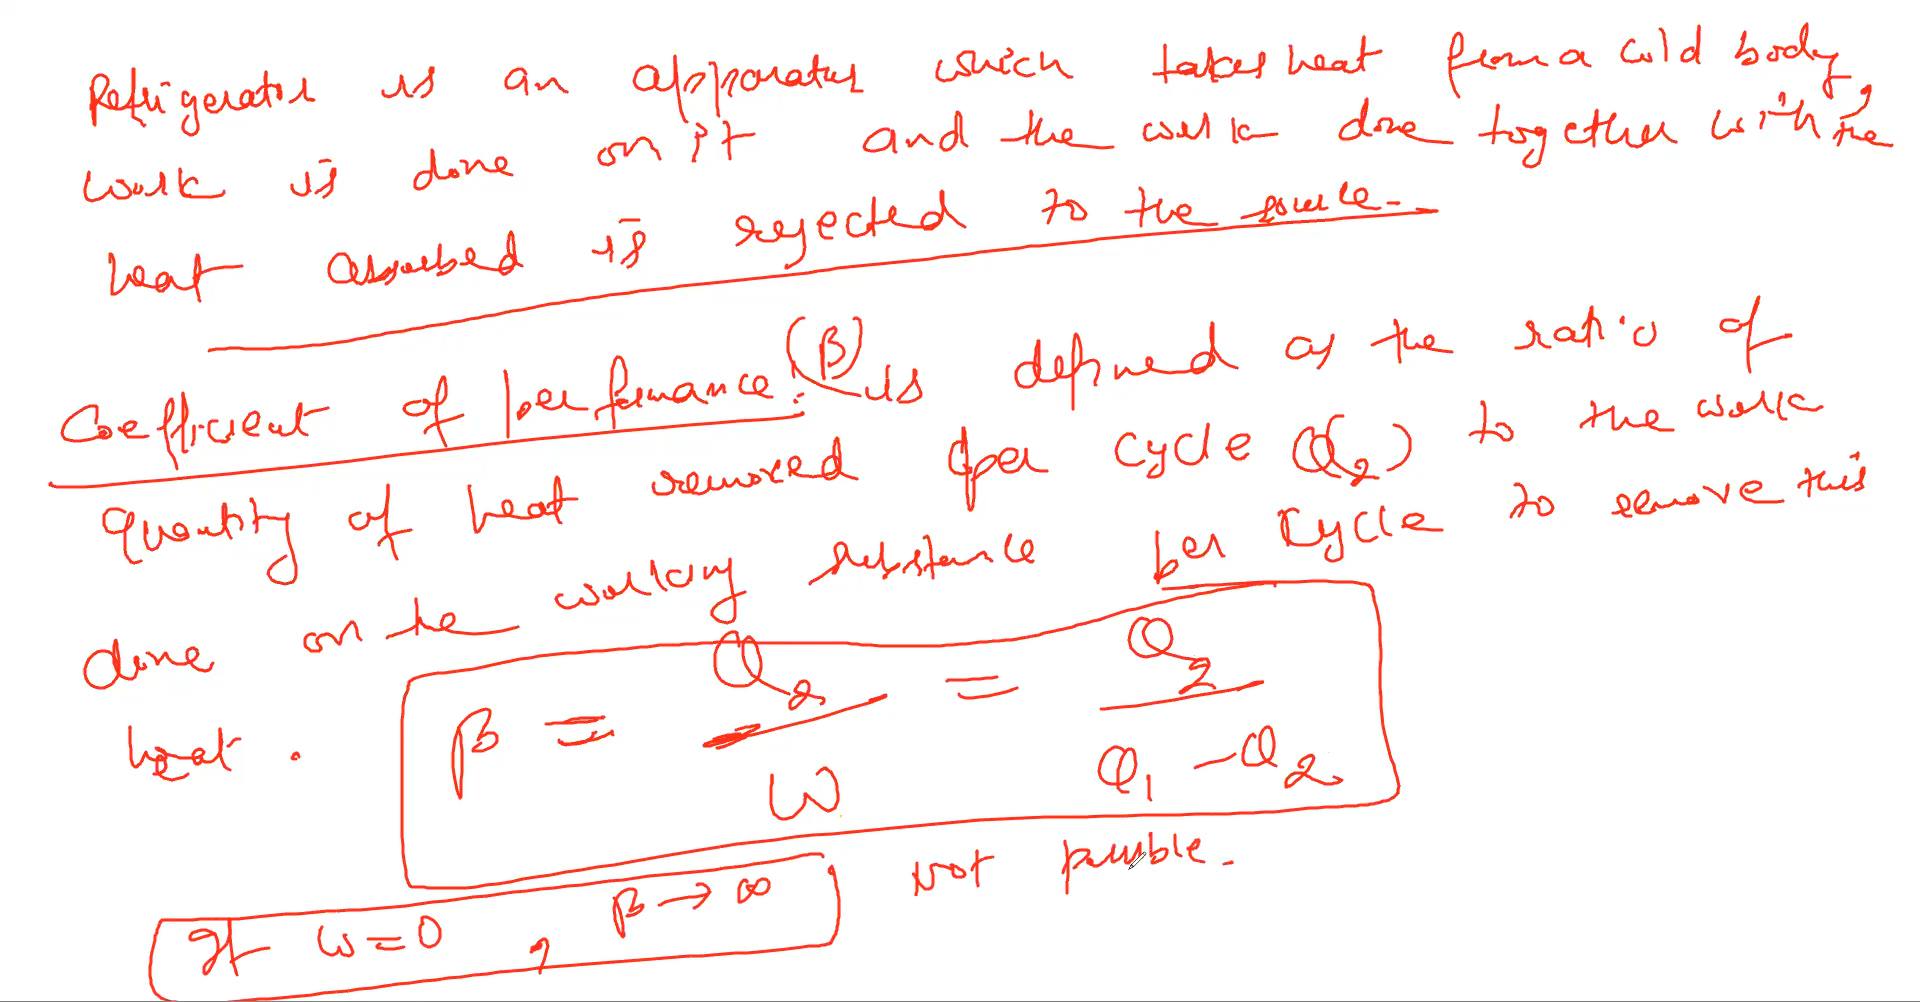 Refrigerator is an apparatus which takes heat from a cold body,
work is done on it and the work done together with the
heat absorbed is rejected to the source.
Coefficient of performance: (β) is defined as the ratio of
quantity of heat removed per cycle (Q2) to the work
done on the working substance per cycle to remove this
heat.
β = Q2 / W = Q2 / Q1 - Q2
Not possible.
If W = 0, β → ∞